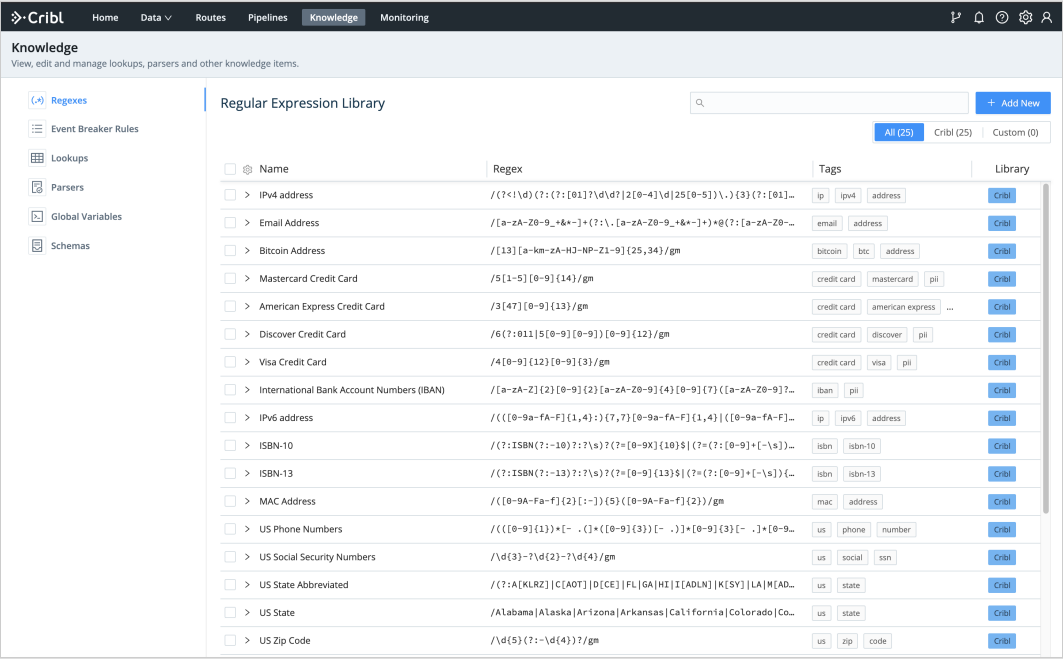 Cribl Home Data Routes Pipelines Knowledge Monitoring
Knowledge
View, edit and manage lookups, parsers and other knowledge items.
Regexes
Event Breaker Rules
Lookups
Parsers
Global Variables
Schemas
Regular Expression Library
+ Add New
All (25) Cribl (25) Custom (0)
Name Regex Tags Library
IPv4 address /(?<!\d)(?:(?:[01]?\d\d?|2[0-4]\d|25[0-5])\.){3}(?:[01]... ip ipv4 address Cribl
Email Address /[a-zA-Z0-9_+&*-]+(?:\.[a-zA-Z0-9_+&*-]+)*@(?:[a-zA-Z0-... email address Cribl
Bitcoin Address /[13][a-km-zA-HJ-NP-Z1-9]{25,34}/gm bitcoin btc address Cribl
Mastercard Credit Card /5[1-5][0-9]{14}/gm credit card mastercard pii Cribl
American Express Credit Card /3[47][0-9]{13}/gm credit card american express ... Cribl
Discover Credit Card /6(?:011|5[0-9][0-9])[0-9]{12}/gm credit card discover pii Cribl
Visa Credit Card /4[0-9]{12}[0-9]{3}/gm credit card visa pii Cribl
International Bank Account Numbers (IBAN) /[a-zA-Z]{2}[0-9]{2}[a-zA-Z0-9]{4}[0-9]{7}([a-zA-Z0-9]?... iban pii Cribl
IPv6 address /(([0-9a-fA-F]{1,4}:){7,7}[0-9a-fA-F]{1,4}|([0-9a-fA-F]... ip ipv6 address Cribl
ISBN-10 /(?:ISBN(?:-10)?:?\s)?(?=[0-9X]{10}$|(?=(?:[0-9]+[-\s])... isbn isbn-10 Cribl
ISBN-13 /(?:ISBN(?:-13)?:?\s)?(?=[0-9]{13}$|(?=(?:[0-9]+[-\s]){... isbn isbn-13 Cribl
MAC Address /([0-9A-Fa-f]{2}[:-]){5}([0-9A-Fa-f]{2})/gm mac address Cribl
US Phone Numbers /(([0-9]{1})*[- .(]*([0-9]{3})[- .)]*[0-9]{3}[- .]*[0-9... us phone number Cribl
US Social Security Numbers /\d{3}-?\d{2}-?\d{4}/gm us social ssn Cribl
US State Abbreviated /(?:A[KLRZ]|C[AOT]|D[CE]|FL|GA|HI|I[ADLN]|K[SY]|LA|M[AD... us state Cribl
US State /Alabama|Alaska|Arizona|Arkansas|California|Colorado|Co... us state Cribl
US Zip Code /\d{5}(?:-\d{4})?/gm us zip code Cribl